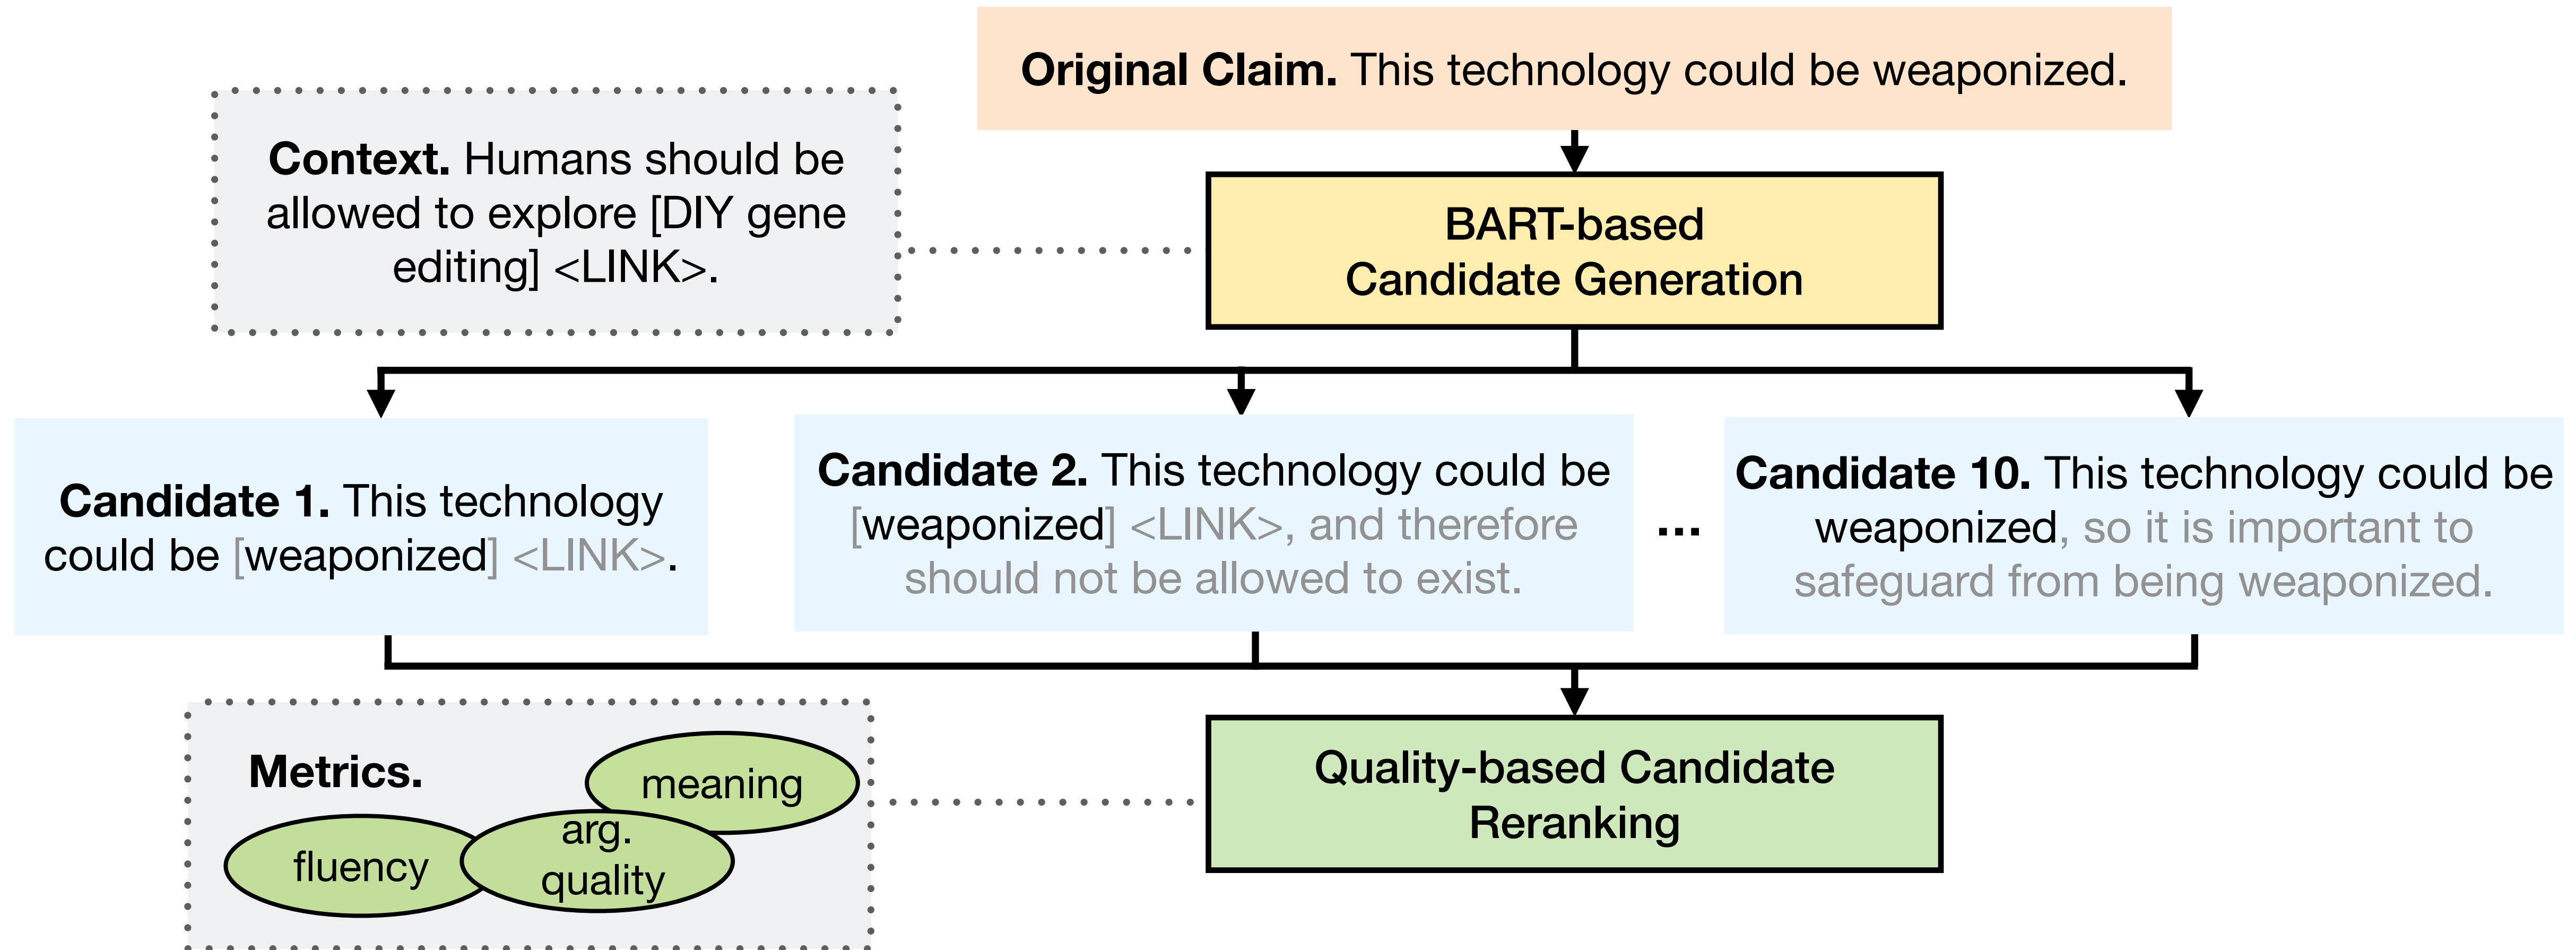 Original Claim. This technology could be weaponized.
Context. Humans should be
allowed to explore [DIY gene
editing] <LINK>.
BART-based
Candidate Generation
Candidate 1. This technology
could be [weaponized] <LINK>.
Candidate 2. This technology could be
[weaponized] <LINK>, and therefore
should not be allowed to exist.
...
Candidate 10. This technology could be
weaponized, so it is important to
safeguard from being weaponized.
Metrics.
meaning
fluency
arg.
quality
Quality-based Candidate
Reranking